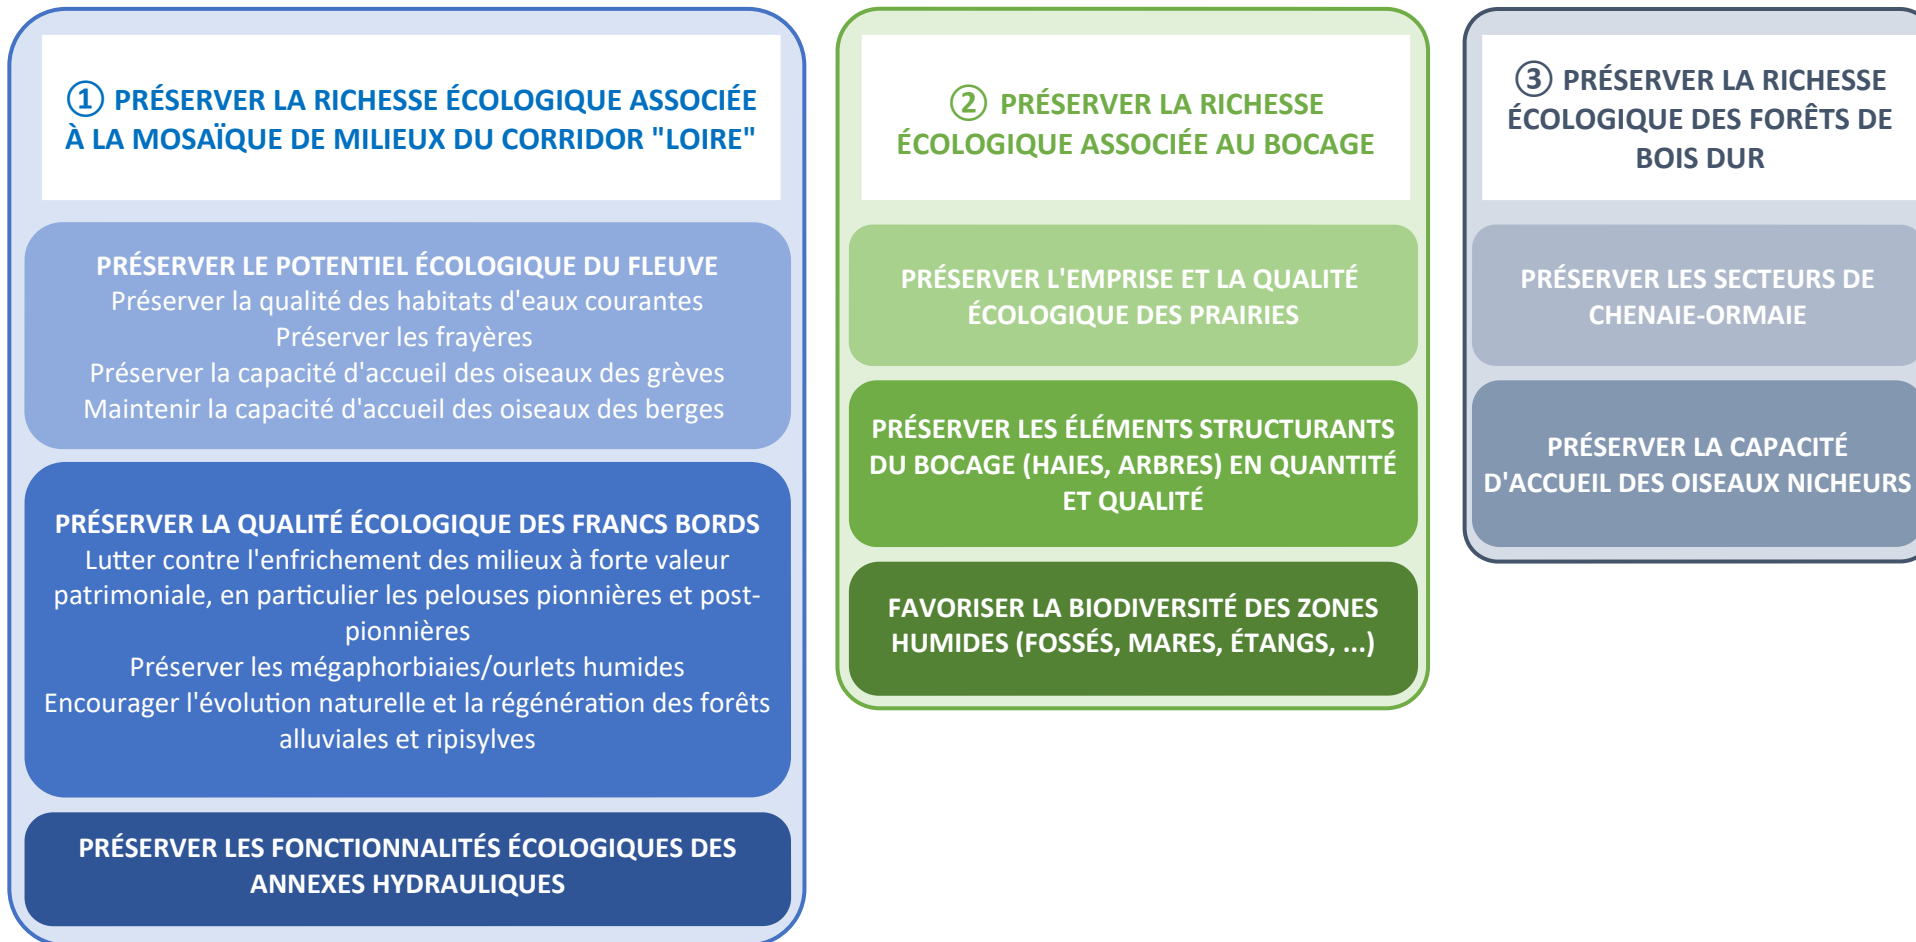 ① PRÉSERVER LA RICHESSE ÉCOLOGIQUE ASSOCIÉE
À LA MOSAÏQUE DE MILIEUX DU CORRIDOR "LOIRE"
PRÉSERVER LE POTENTIEL ÉCOLOGIQUE DU FLEUVE
Préserver la qualité des habitats d'eaux courantes
Préserver les frayères
Préserver la capacité d'accueil des oiseaux des grèves
Maintenir la capacité d'accueil des oiseaux des berges
PRÉSERVER LA QUALITÉ ÉCOLOGIQUE DES FRANCS BORDS
Lutter contre l'enfrichement des milieux à forte valeur
patrimoniale, en particulier les pelouses pionnières et post-
pionnières
Préserver les mégaphorbiaies/ourlets humides
Encourager l'évolution naturelle et la régénération des forêts
alluviales et ripisylves
PRÉSERVER LES FONCTIONNALITÉS ÉCOLOGIQUES DES
ANNEXES HYDRAULIQUES
② PRÉSERVER LA RICHESSE
ÉCOLOGIQUE ASSOCIÉE AU BOCAGE
PRÉSERVER L'EMPRISE ET LA QUALITÉ
ÉCOLOGIQUE DES PRAIRIES
PRÉSERVER LES ÉLÉMENTS STRUCTURANTS
DU BOCAGE (HAIES, ARBRES) EN QUANTITÉ
ET QUALITÉ
FAVORISER LA BIODIVERSITÉ DES ZONES
HUMIDES (FOSSÉS, MARES, ÉTANGS, ...)
③ PRÉSERVER LA RICHESSE
ÉCOLOGIQUE DES FORÊTS DE
BOIS DUR
PRÉSERVER LES SECTEURS DE
CHENAIE-ORMAIE
PRÉSERVER LA CAPACITÉ
D'ACCUEIL DES OISEAUX NICHEURS